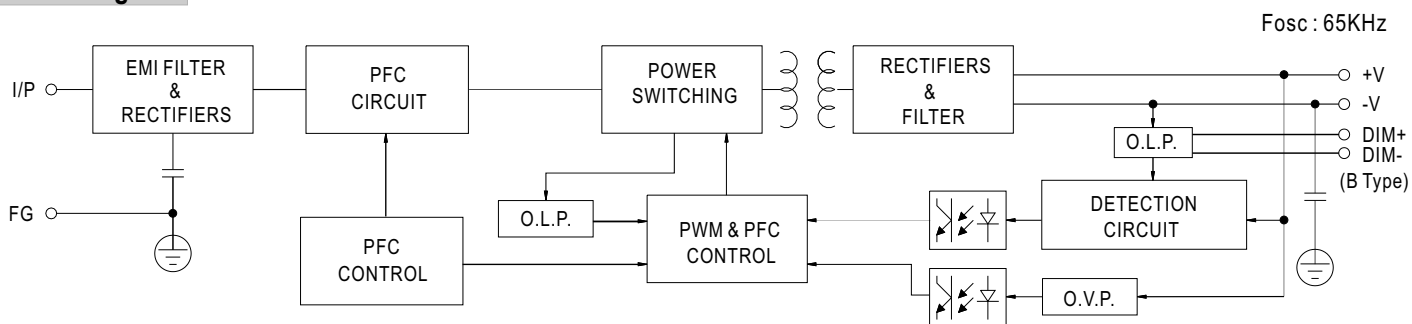 Fosc : 65KHz
I/P
EMI FILTER
&
RECTIFIERS
PFC
CIRCUIT
POWER
SWITCHING
RECTIFIERS
&
FILTER
+V
-V
O.L.P.
DIM+
DIM-
(B Type)
FG
O.L.P.
PFC
CONTROL
PWM & PFC
CONTROL
DETECTION
CIRCUIT
O.V.P.